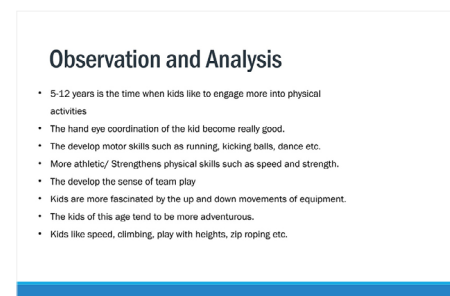 Observation and Analysis
• 5-12 years is the time when kids like to engage more into physical
activities
• The hand eye coordination of the kid become really good.
• The develop motor skills such as running, kicking balls, dance etc.
• More athletic/ Strengthens physical skills such as speed and strength.
• The develop the sense of team play
• Kids are more fascinated by the up and down movements of equipment.
• The kids of this age tend to be more adventurous.
• Kids like speed, climbing, play with heights, zip roping etc.